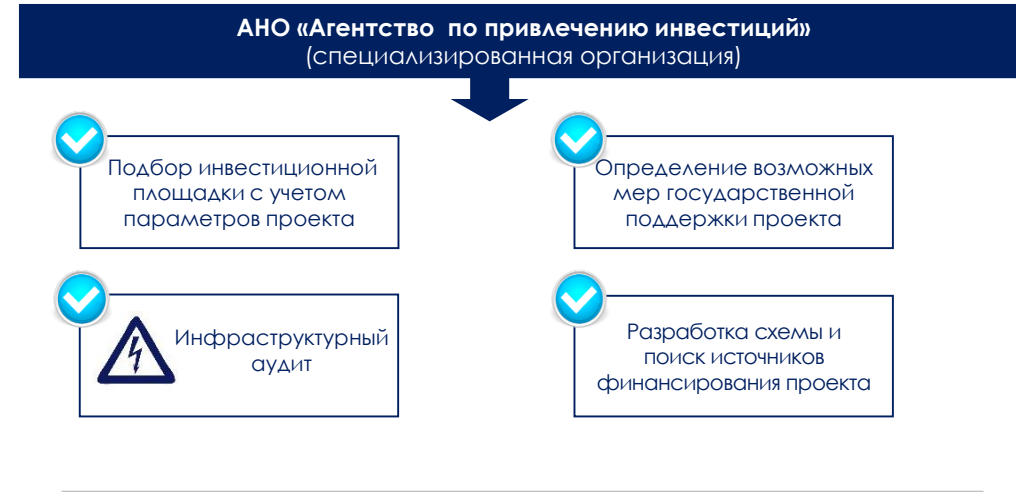 АНО «Агентство по привлечению инвестиций»
(специализированная организация)
Подбор инвестиционной
площадки с учетом
параметров проекта
Определение возможных
мер государственной
поддержки проекта
Инфраструктурный
аудит
Разработка схемы и
поиск источников
финансирования проекта